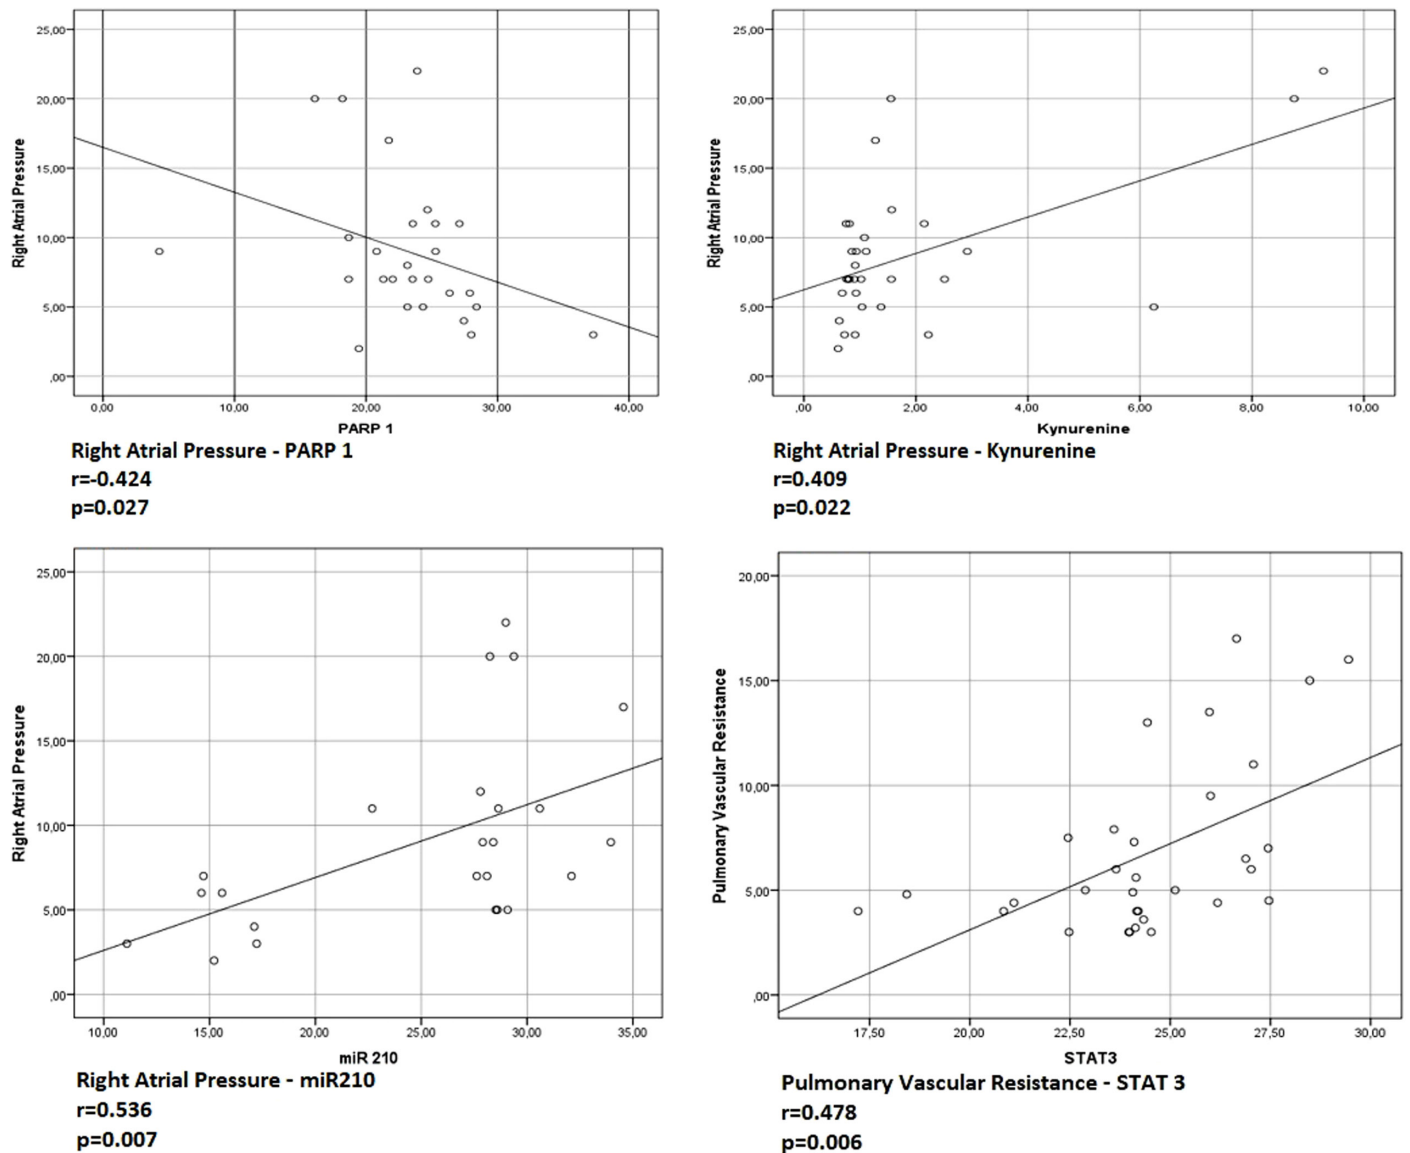 25,00
20,00
15,00
10,00
5,00
,00
Right Atrial Pressure
0,00 10,00 20,00 30,00 40,00
PARP 1
Right Atrial Pressure - PARP 1
r=-0.424
p=0.027
25,00
20,00
15,00
10,00
5,00
,00
Right Atrial Pressure
,00 2,00 4,00 6,00 8,00 10,00
Kynurenine
Right Atrial Pressure - Kynurenine
r=0.409
p=0.022
25,00
20,00
15,00
10,00
5,00
,00
Right Atrial Pressure
10,00 15,00 20,00 25,00 30,00 35,00
miR 210
Right Atrial Pressure - miR210
r=0.536
p=0.007
20,00
15,00
10,00
5,00
,00
Pulmonary Vascular Resistance
17,50 20,00 22,50 25,00 27,50 30,00
STAT3
Pulmonary Vascular Resistance - STAT 3
r=0.478
p=0.006